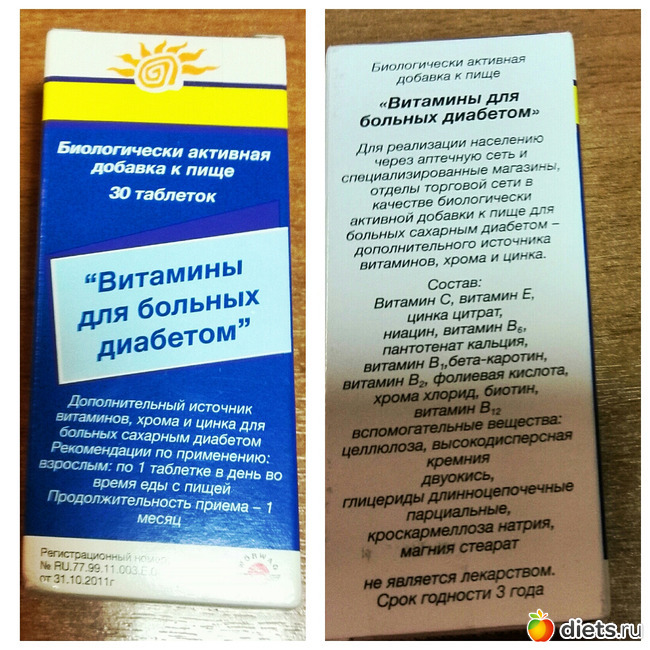 Биологически активная
добавка к пище
30 таблеток
“Витамины
для больных
диабетом”
Дополнительный источник
витаминов, хрома и цинка для
больных сахарным диабетом
Рекомендации по применению:
взрослым: по 1 таблетке в день во
время еды с пищей
Продолжительность приема – 1
месяц
Регистрационный
№ RU.77.99.11.003.
от 31.10.2011г
Биологически активная
добавка к пище
«Витамины для
больных диабетом»
Для реализации населению
через аптечную сеть и
специализированные магазины,
отделы торговой сети в
качестве биологически
активной добавки к пище для
больных сахарным диабетом –
дополнительного источника
витаминов, хрома и цинка.
Состав:
Витамин С, витамин Е,
цинка цитрат,
ниацин, витамин B₆,
пантотенат кальция,
витамин B₁,бета-каротин,
витамин B₂, фолиевая кислота,
хрома хлорид, биотин,
витамин B₁₂
вспомогательные вещества:
целлюлоза, высокодисперсная
кремния
двуокись,
глицериды длинноцепочечные
парциальные,
кроскармеллоза натрия,
магния стеарат
не является лекарством.
Срок годности 3 года
diets.ru